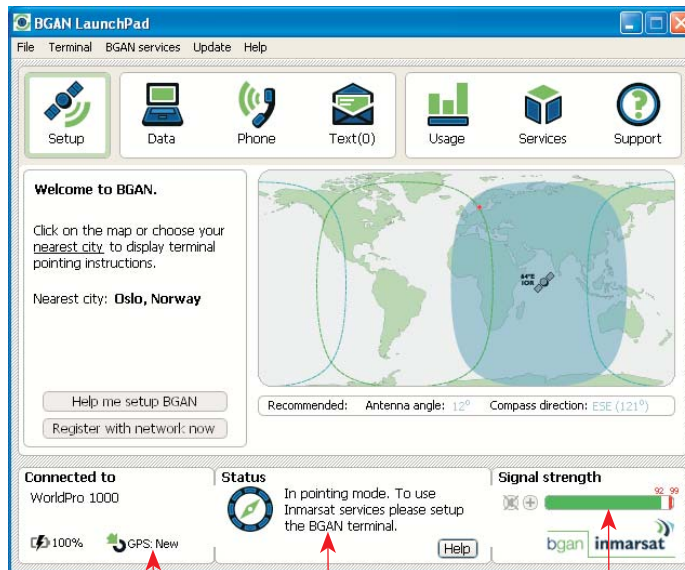 BGAN LaunchPad
File Terminal BGAN services Update Help
Setup Data Phone Text(0) Usage Services Support
Welcome to BGAN.
Click on the map or choose your
nearest city to display terminal
pointing instructions.
Nearest city: Oslo, Norway
Help me setup BGAN
Register with network now
64°E
IOR
Recommended: Antenna angle: 12° Compass direction: ESE (121°)
Connected to
WorldPro 1000
100% GPS: New
Status
In pointing mode. To use
Inmarsat services please setup
the BGAN terminal.
Help
Signal strength
92 99
bgan inmarsat